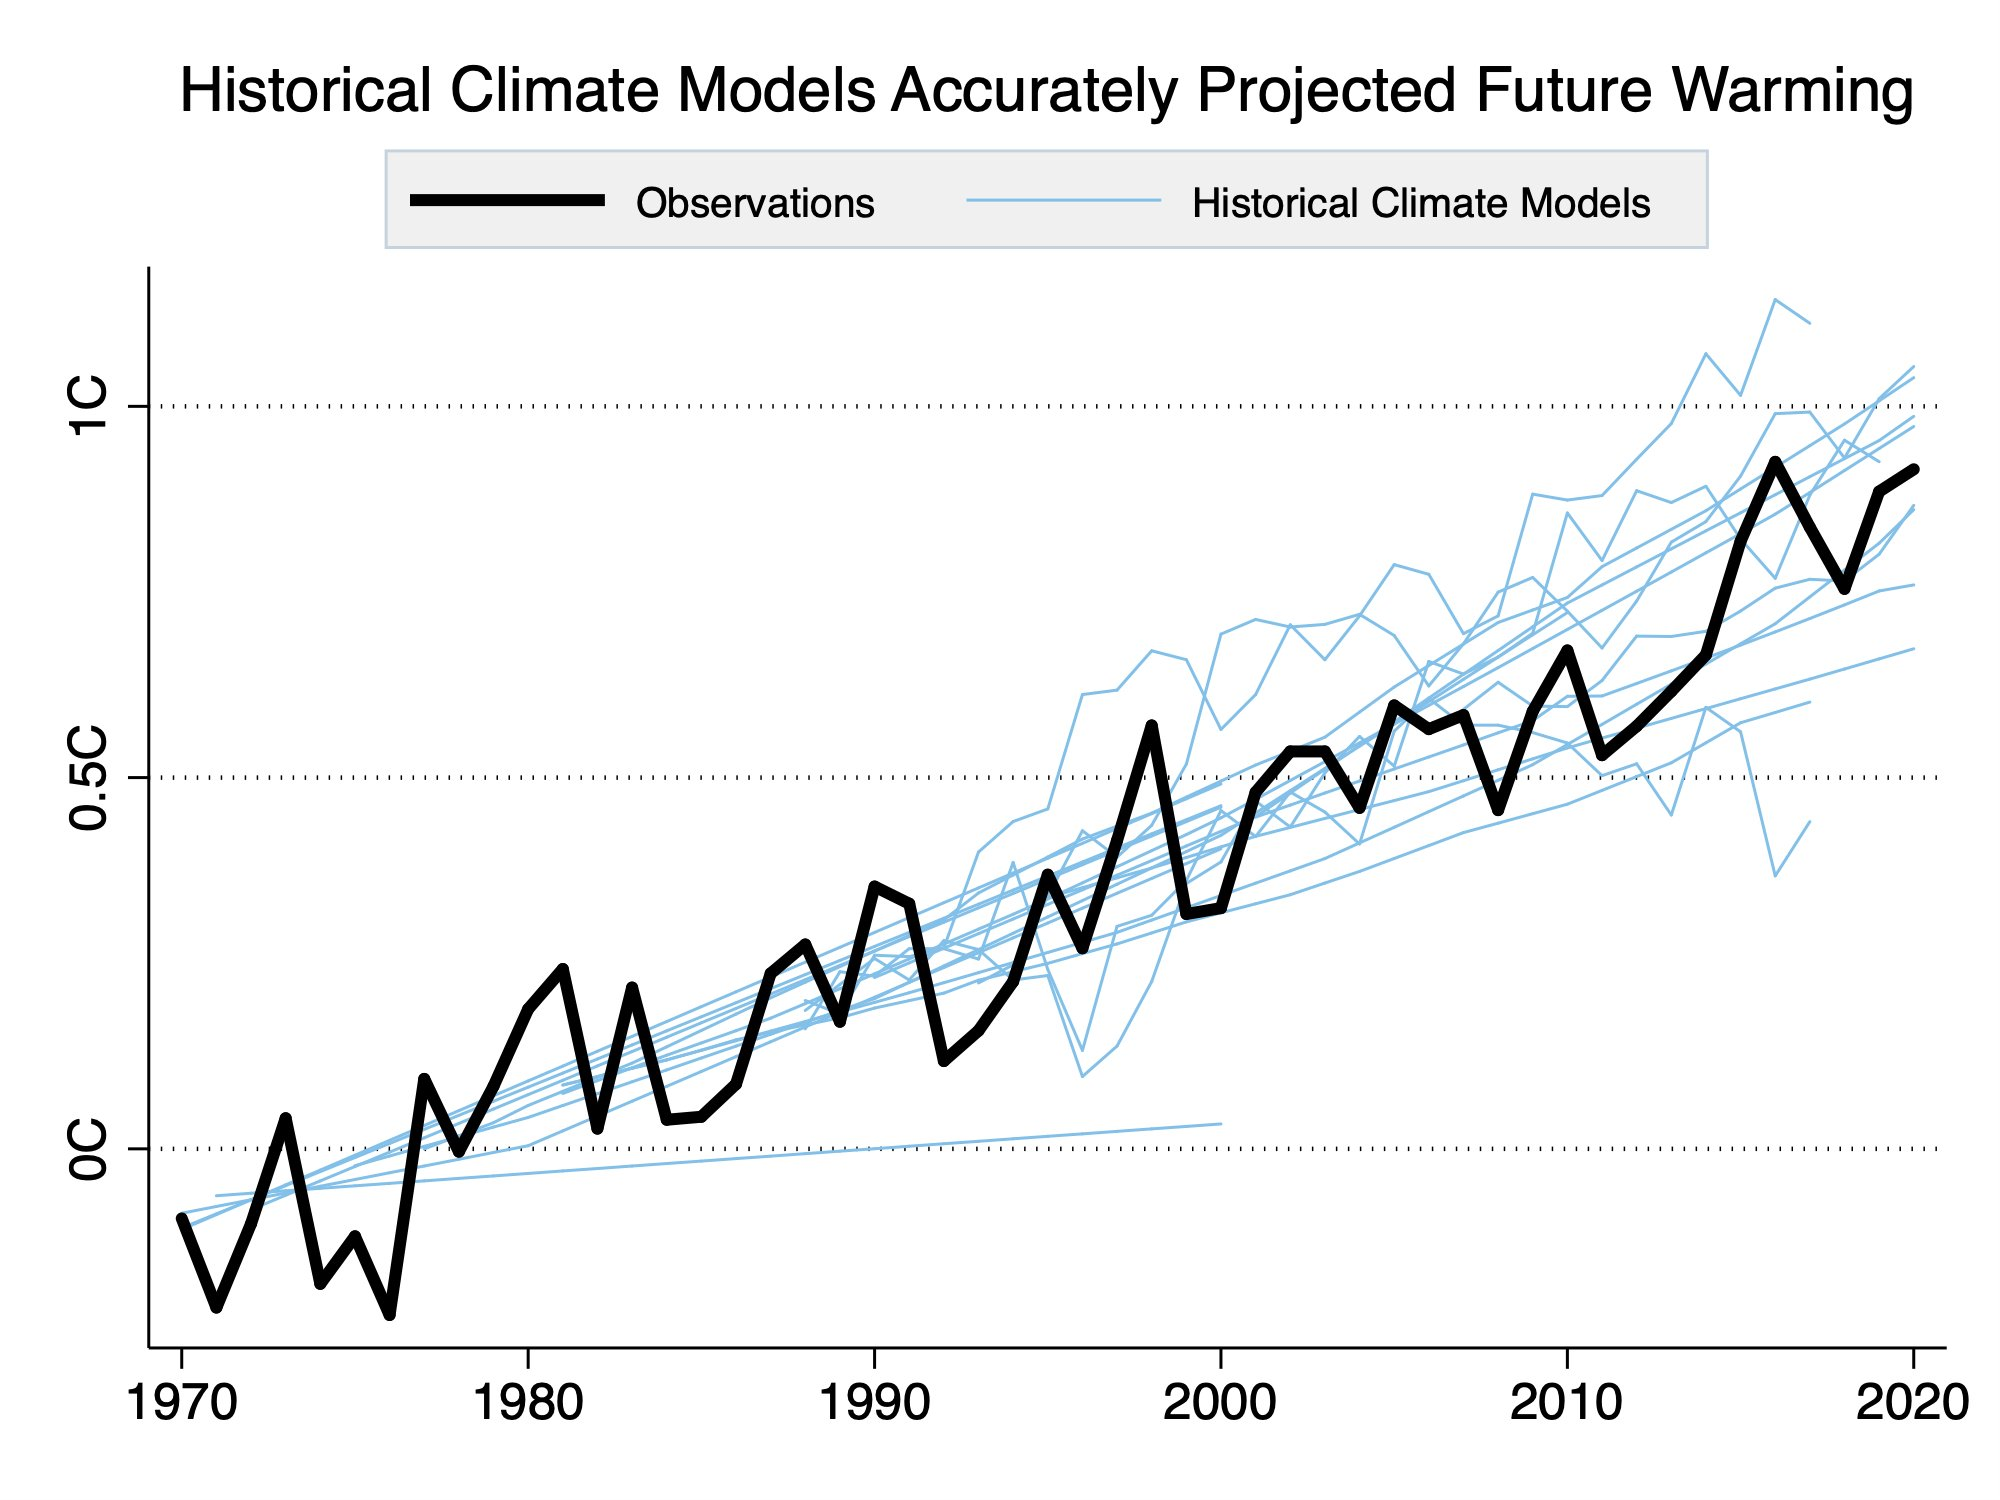 Historical Climate Models Accurately Projected Future Warming
Observations Historical Climate Models
1C
0.5C
0C
1970 1980 1990 2000 2010 2020